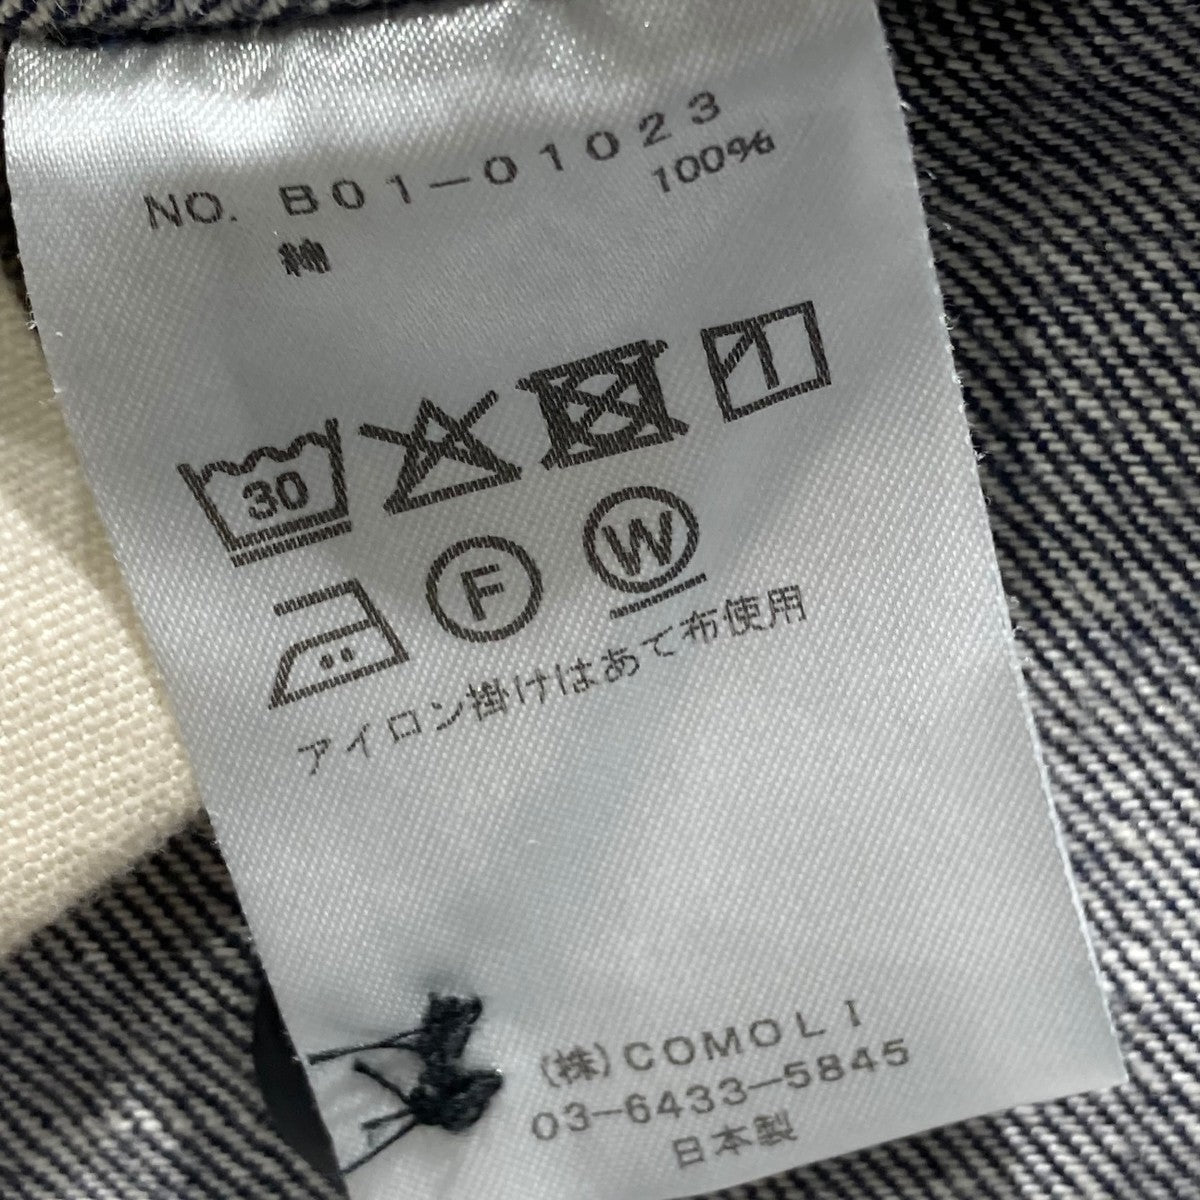 NO. B01-01023
綿 100%
30
F W
アイロン掛けはあて布使用
(株)COMOLI
03-6433-5845
日本製